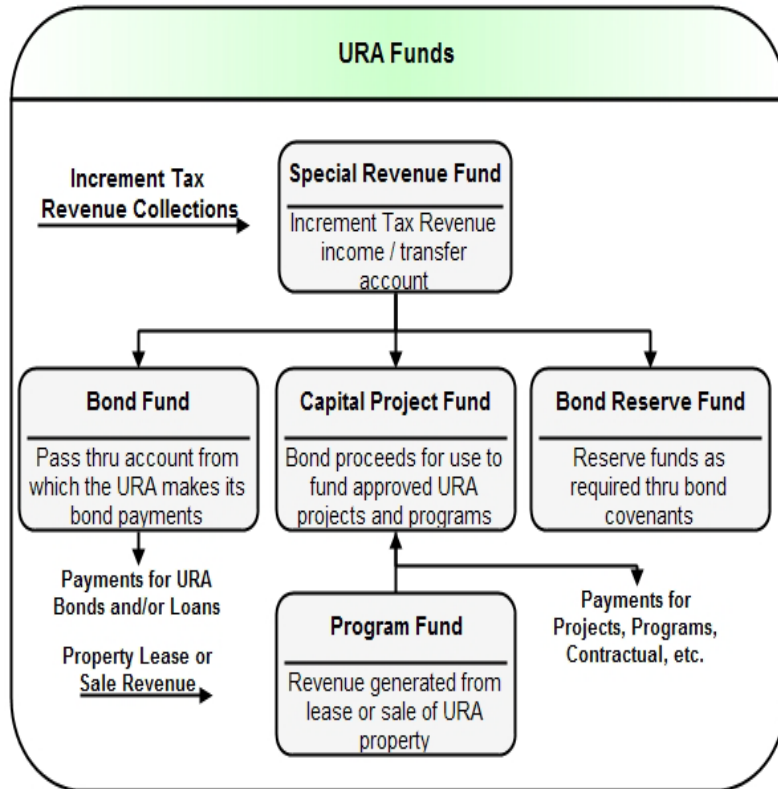 URA Funds
Increment Tax
Revenue Collections
Special Revenue Fund
Increment Tax Revenue
income / transfer
account
Bond Fund
Pass thru account from
which the URA makes its
bond payments
Capital Project Fund
Bond proceeds for use to
fund approved URA
projects and programs
Bond Reserve Fund
Reserve funds as
required thru bond
covenants
Payments for URA
Bonds and/or Loans
Property Lease or
Sale Revenue
Program Fund
Revenue generated from
lease or sale of URA
property
Payments for
Projects, Programs,
Contractual, etc.